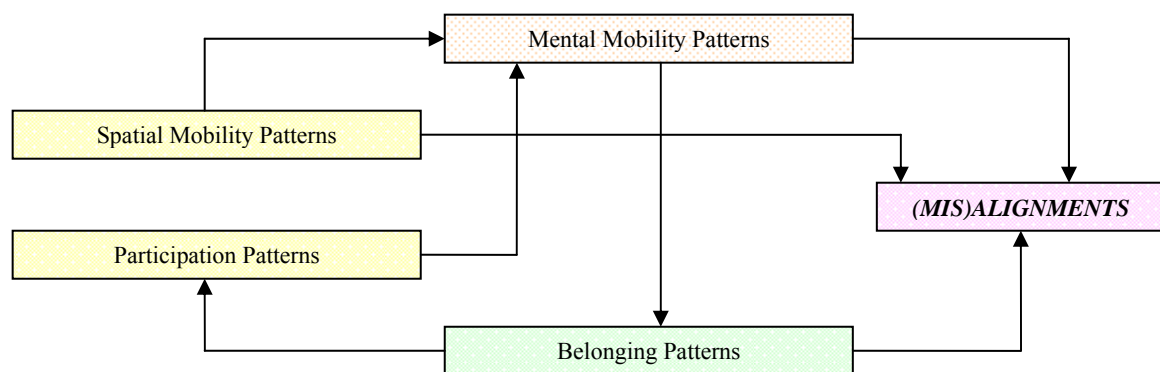 Mental Mobility Patterns
Spatial Mobility Patterns
(MIS)ALIGNMENTS
Participation Patterns
Belonging Patterns